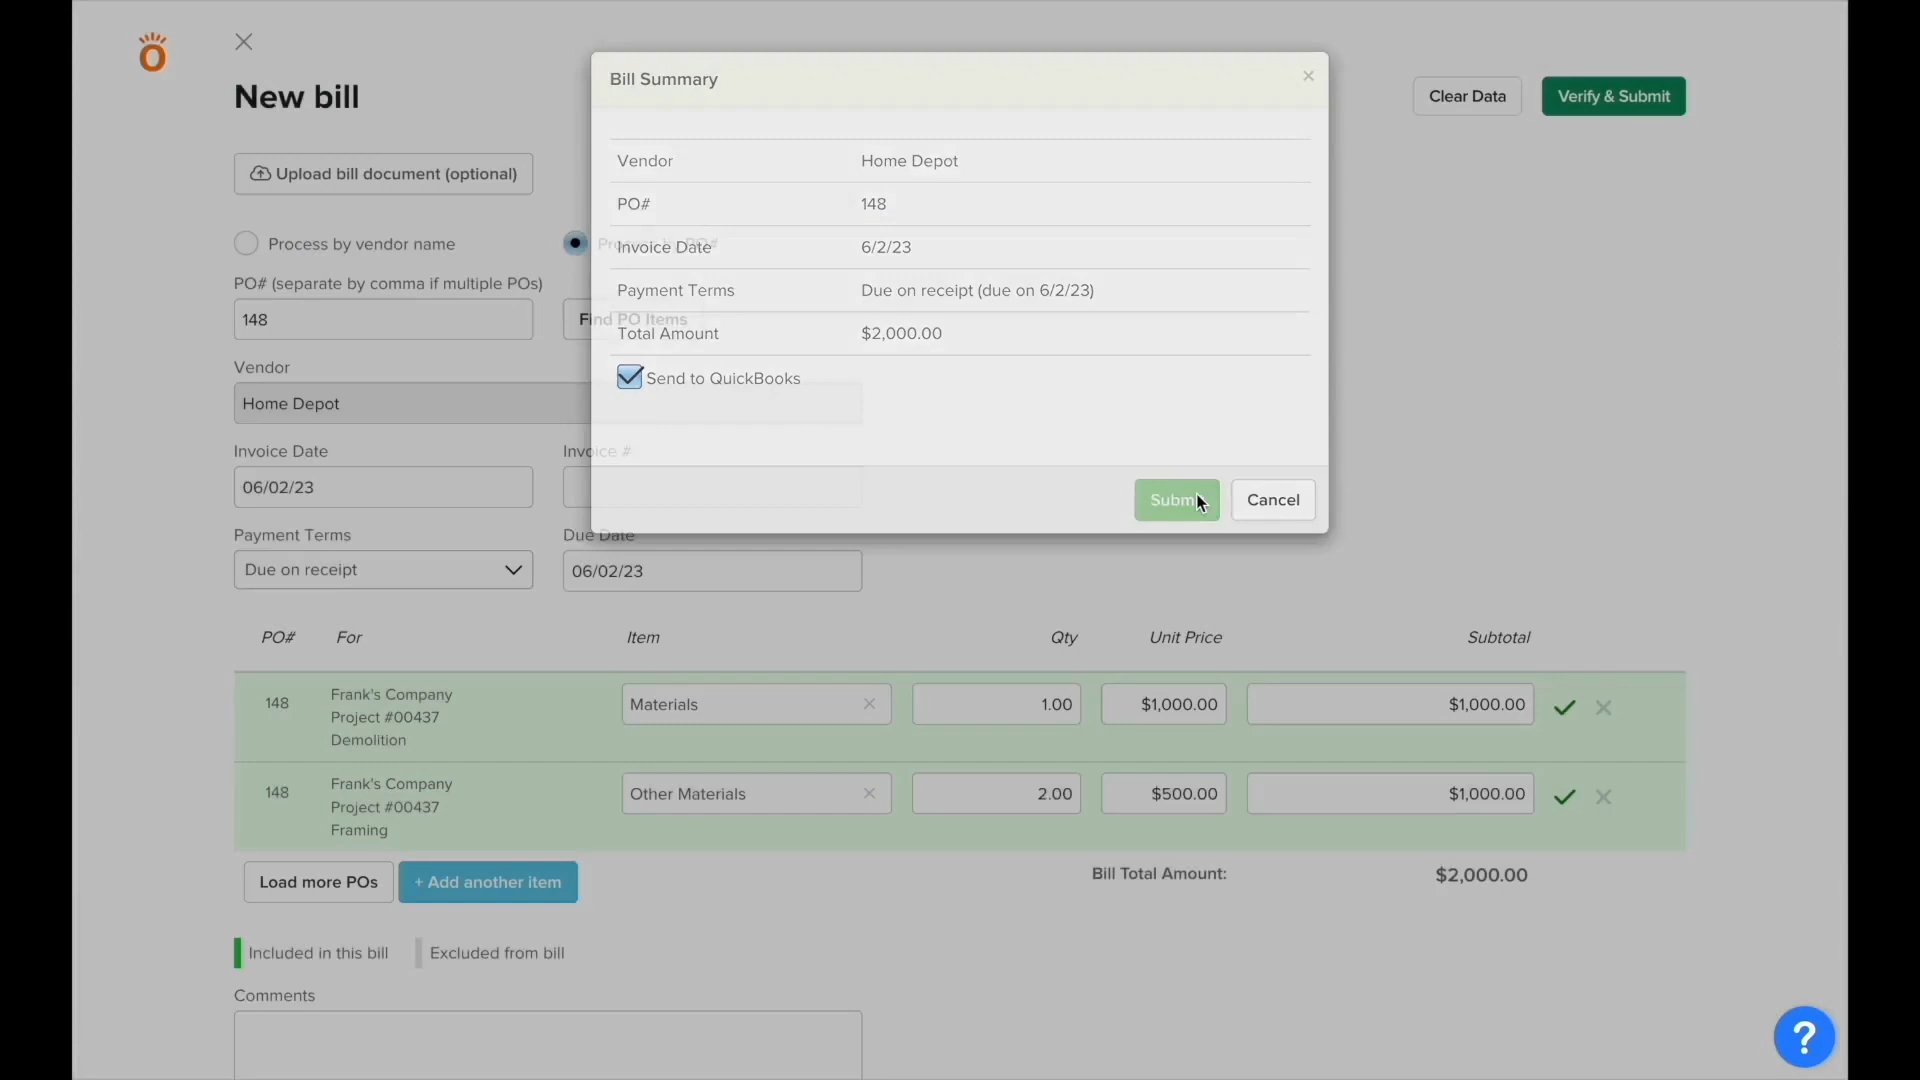 New bill
Clear Data
Verify & Submit
Upload bill document (optional)
Process by vendor name
PO# (separate by comma if multiple POs)
148
Find PO Items
Vendor
Home Depot
Invoice Date
Invoice #
06/02/23
Payment Terms
Due Date
Due on receipt
06/02/23
Bill Summary
Vendor Home Depot
PO# 148
Invoice Date 6/2/23
Payment Terms Due on receipt (due on 6/2/23)
Total Amount $2,000.00
Send to QuickBooks
Cancel
PO# For Item Qty Unit Price Subtotal
148 Frank's Company Materials 1.00 $1,000.00 $1,000.00
Project #00437
Demolition
148 Frank's Company Other Materials 2.00 $500.00 $1,000.00
Project #00437
Framing
Load more POs
+ Add another item
Bill Total Amount: $2,000.00
Included in this bill
Excluded from bill
Comments
?